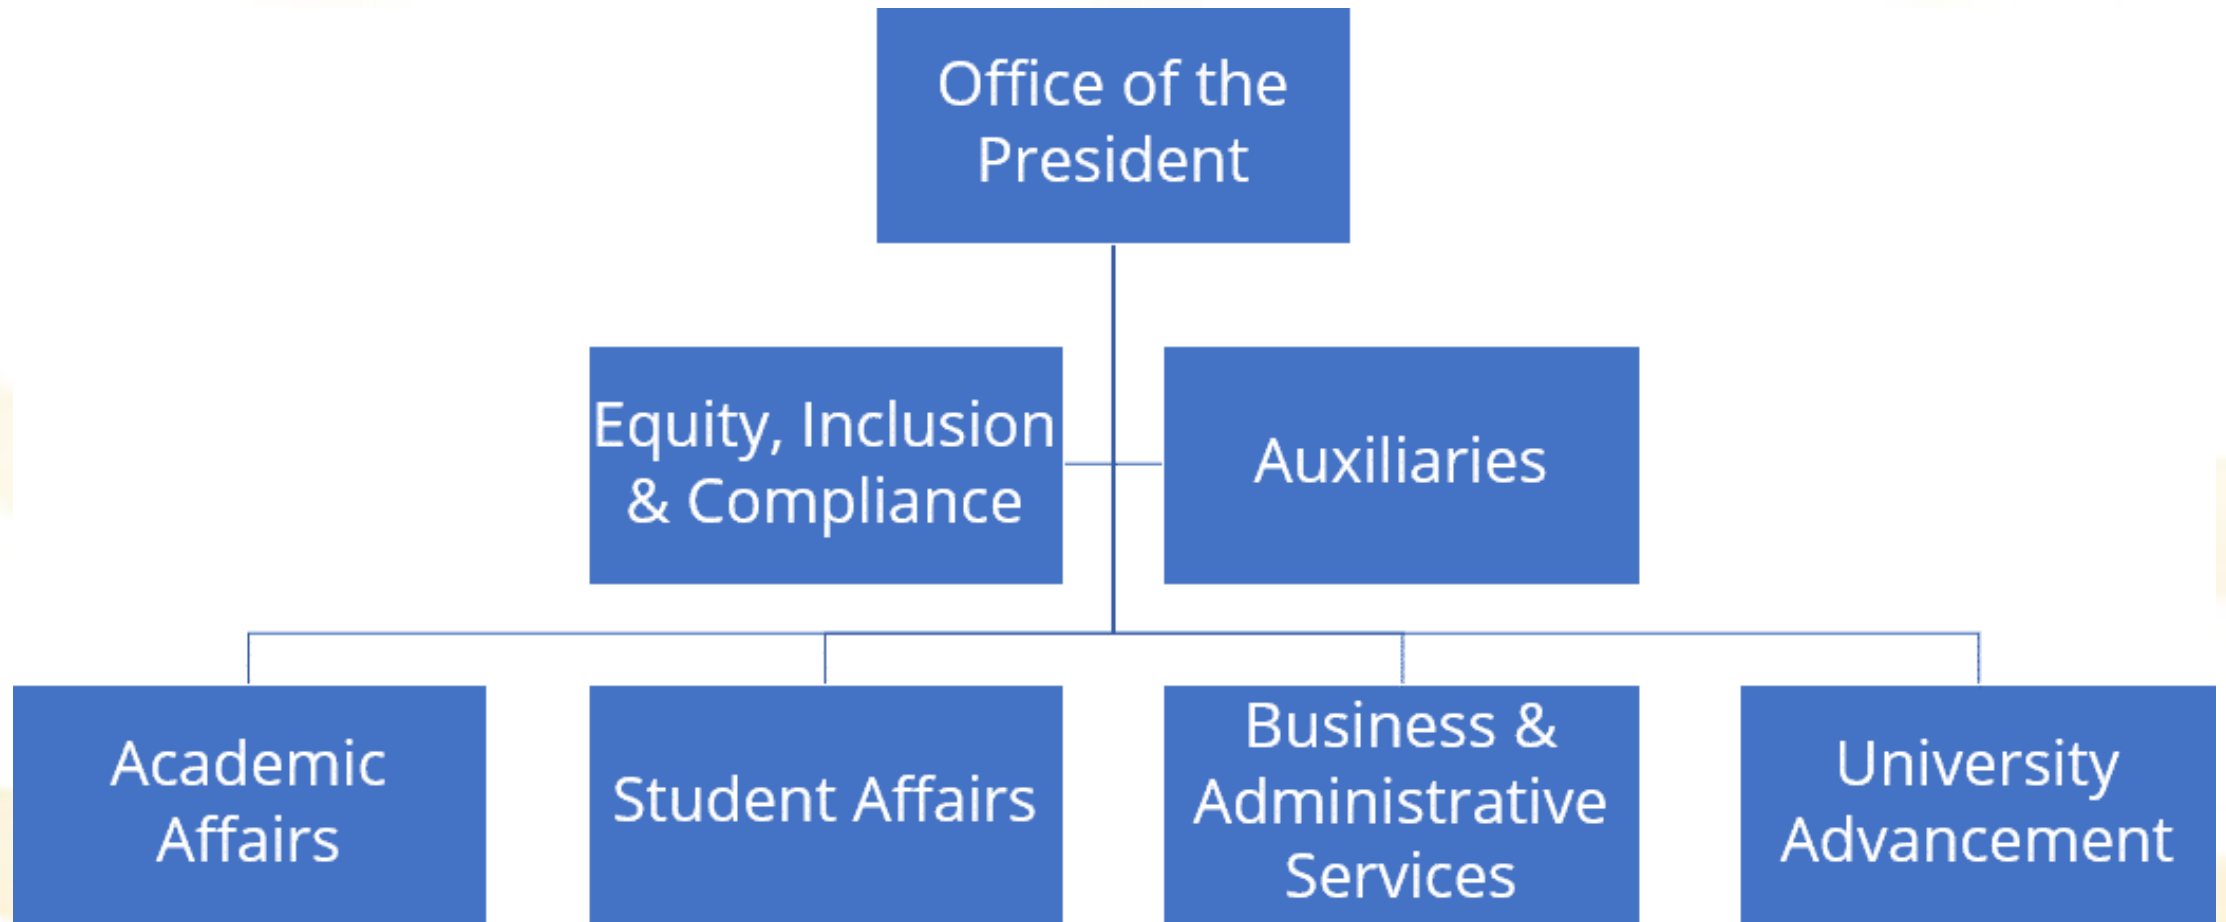 Office of the
President
Equity, Inclusion
& Compliance
Auxiliaries
Academic
Affairs
Student Affairs
Business &
Administrative
Services
University
Advancement